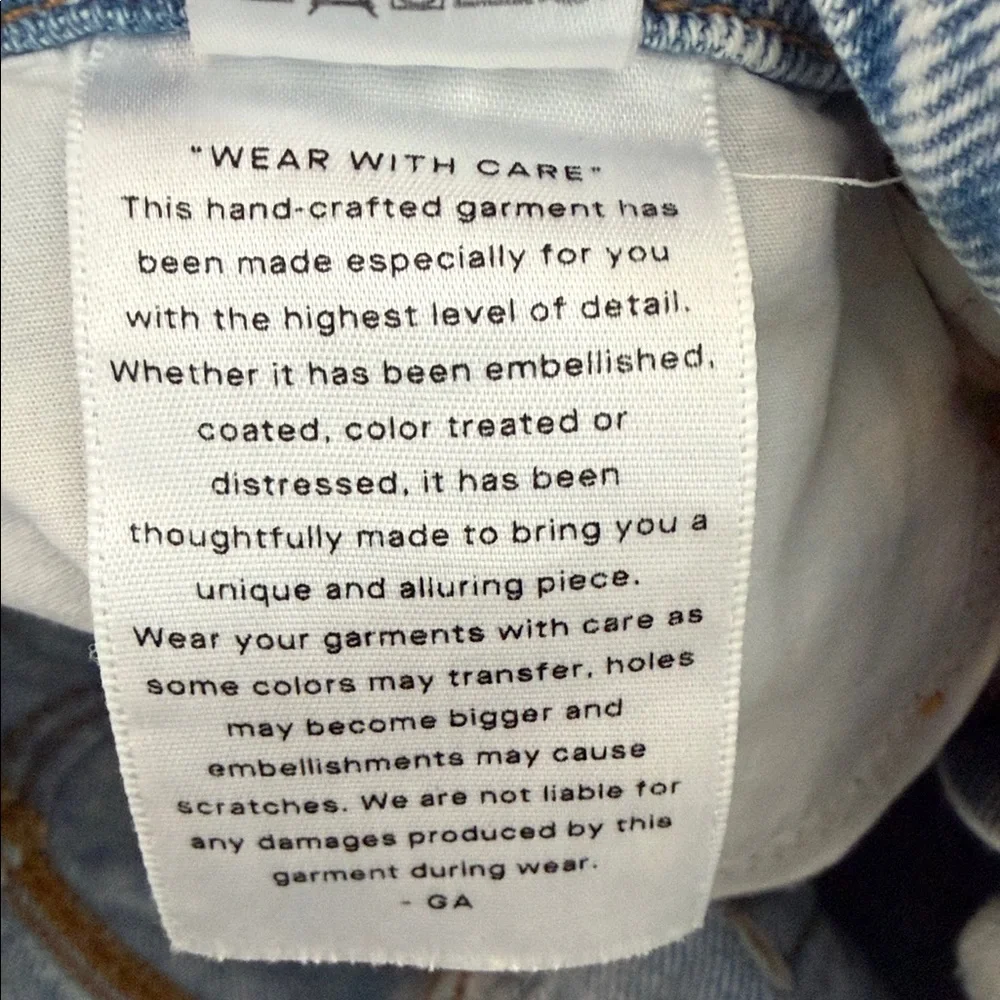 "WEAR WITH CARE"
This hand-crafted garment has
been made especially for you
with the highest level of detail.
Whether it has been embellished,
coated, color treated or
distressed, it has been
thoughtfully made to bring you a
unique and alluring piece.
Wear your garments with care as
some colors may transfer, holes
may become bigger and
embellishments may cause
scratches. We are not liable for
any damages produced by this
garment during wear.
- GA